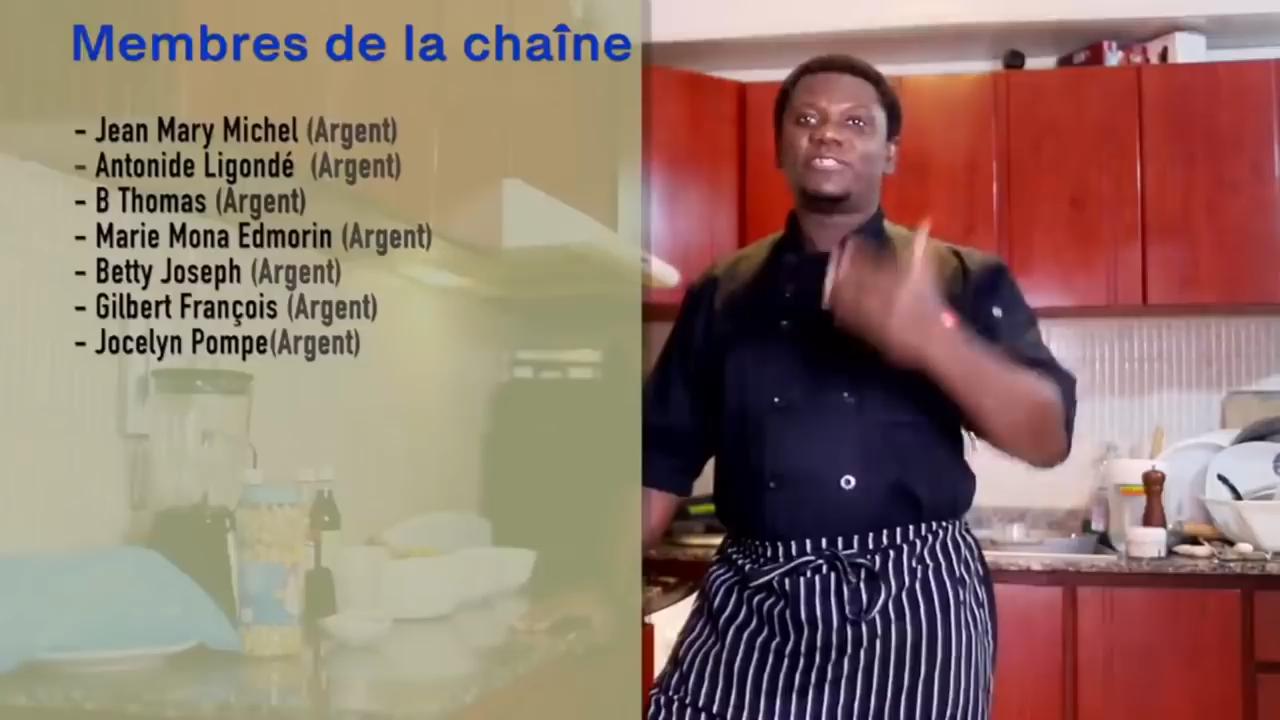 Membres de la chaîne
- Jean Mary Michel (Argent)
- Antonide Ligondé (Argent)
- B Thomas (Argent)
- Marie Mona Edmorin (Argent)
- Betty Joseph (Argent)
- Gilbert François (Argent)
- Jocelyn Pompe(Argent)